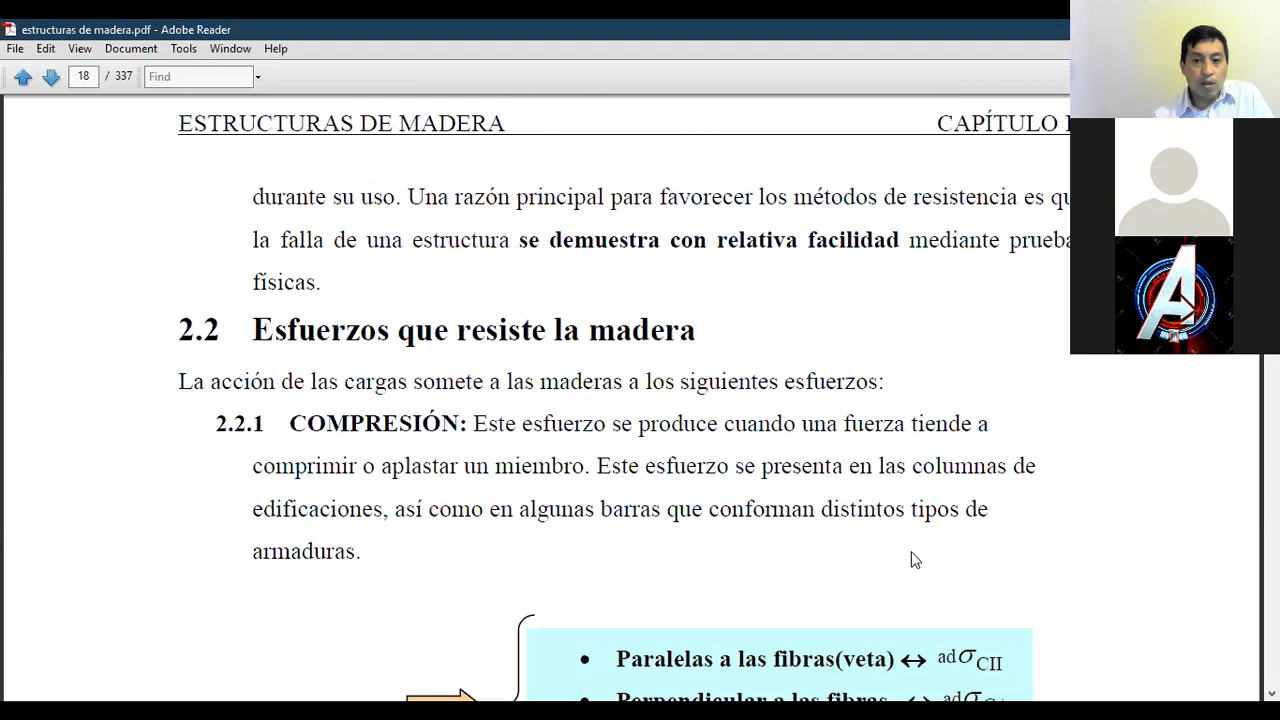 estructuras de madera.pdf - Adobe Reader
File Edit View Document Tools Window Help
18 / 337 Find
ESTRUCTURAS DE MADERA CAPÍTULO
durante su uso. Una razón principal para favorecer los métodos de resistencia es qu
la falla de una estructura se demuestra con relativa facilidad mediante prueba
físicas.
2.2 Esfuerzos que resiste la madera
La acción de las cargas somete a las maderas a los siguientes esfuerzos:
2.2.1 COMPRESIÓN: Este esfuerzo se produce cuando una fuerza tiende a
comprimir o aplastar un miembro. Este esfuerzo se presenta en las columnas de
edificaciones, así como en algunas barras que conforman distintos tipos de
armaduras.
• Paralelas a las fibras(veta) ↔ adσCII
• Perpendicular a las fibras ↔ adσ